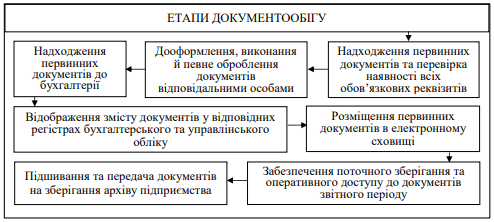 ЕТАПИ ДОКУМЕНТООБІГУ
Надходження
первинних
документів до
бухгалтерії
Дооформлення, виконання
й певне оброблення
документів
відповідальними особами
Надходження первинних
документів та перевірка
наявності всіх
обов’язкових реквізитів
Відображення змісту документів у відповідних
регістрах бухгалтерського та управлінського
обліку
Розміщення первинних
документів в електронному
сховищі
Підшивання та передача документів
на зберігання архіву підприємства
Забезпечення поточного зберігання та
оперативного доступу до документів
звітного періоду